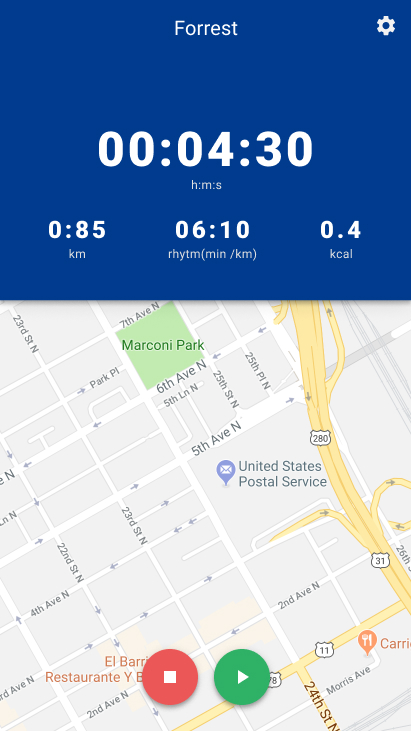 Forrest
00:04:30
h:m:s
0:85
06:10
0.4
km
rhytm(min /km)
kcal
7th Ave N
23rd St N
Marconi Park
Park Pl
6th Ave N
5th Ln N
25th St N
25th Pl N
5th Ave N
280
United States
Postal Service
23rd St N
22nd St N
31
26th
4th Ave N
2nd Ave N
11
El Barri
Restaurante Y B
Carri
78
Morris Ave
2nd Ave N
24th St N